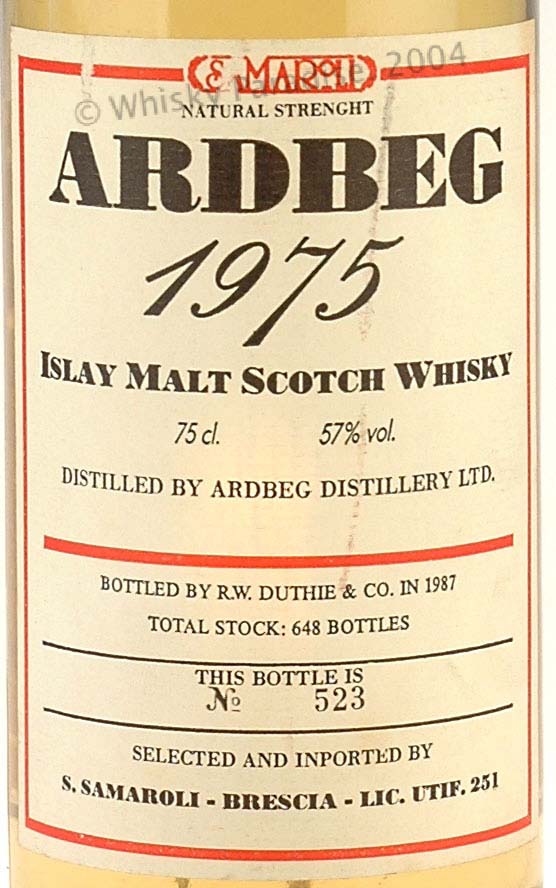 S. SAMAROLI
© Whisky Paradise 2004
NATURAL STRENGHT
ARDBEG
1975
ISLAY MALT SCOTCH WHISKY
75 cl. 57% vol.
DISTILLED BY ARDBEG DISTILLERY LTD.
BOTTLED BY R.W. DUTHIE & CO. IN 1987
TOTAL STOCK: 648 BOTTLES
THIS BOTTLE IS
№ 523
SELECTED AND INPORTED BY
S. SAMAROLI - BRESCIA - LIC. UTIF. 251